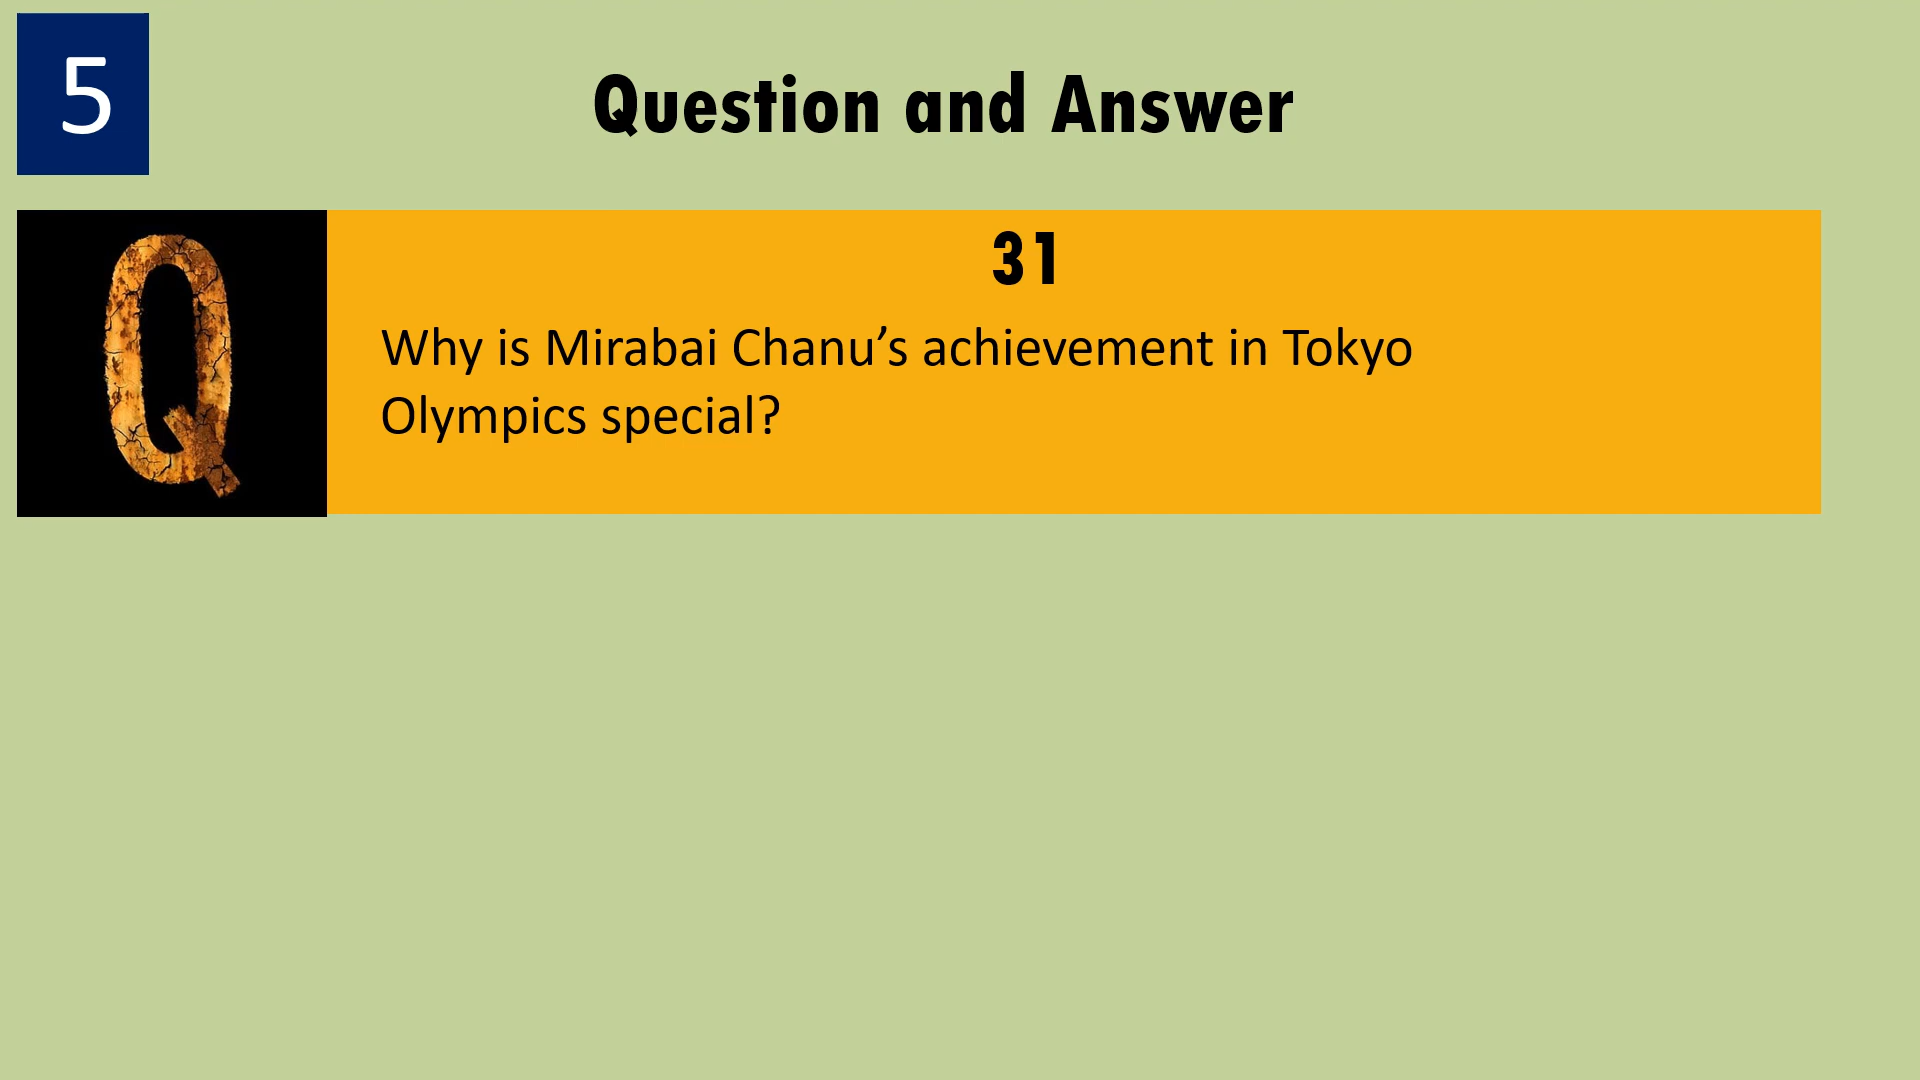 5
Question and Answer
Q
31
Why is Mirabai Chanu’s achievement in Tokyo
Olympics special?